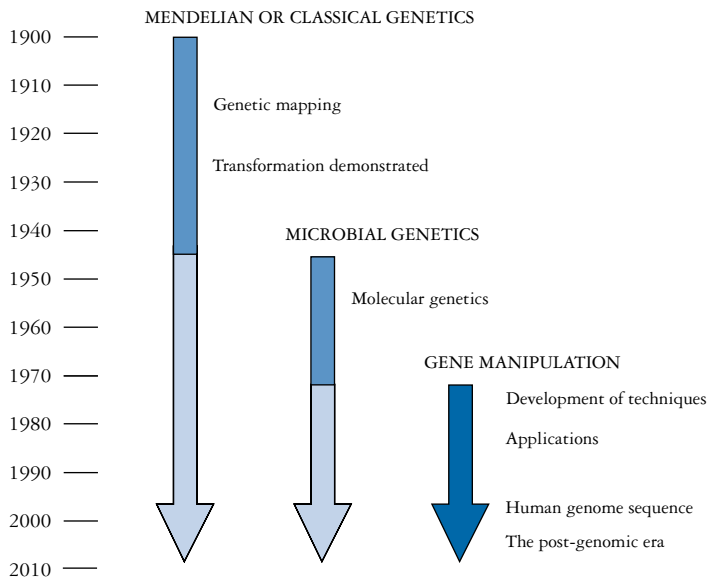 MENDELIAN OR CLASSICAL GENETICS
1900
1910
Genetic mapping
1920
Transformation demonstrated
1930
1940
MICROBIAL GENETICS
1950
Molecular genetics
1960
GENE MANIPULATION
1970
Development of techniques
1980
Applications
1990
Human genome sequence
2000
The post-genomic era
2010